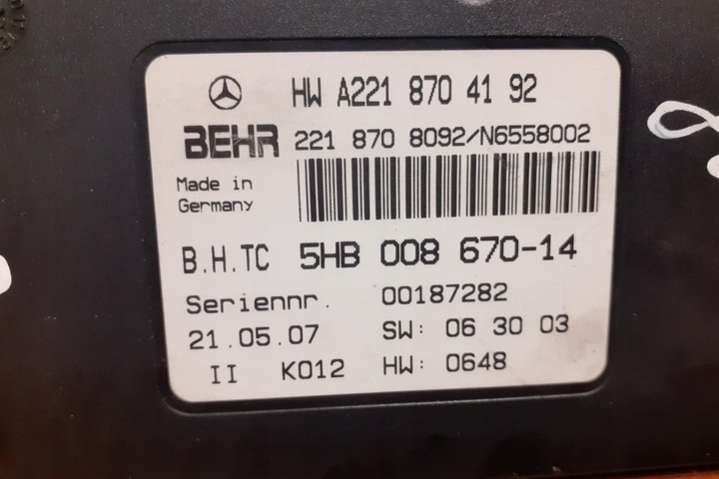 HW A221 870 41 92
BEHR 221 870 8092/N6558002
Made in
Germany
B.H.TC 5HB 008 670-14
Seriennr. 00187282
21.05.07 SW: 06 30 03
II K012 HW: 0648